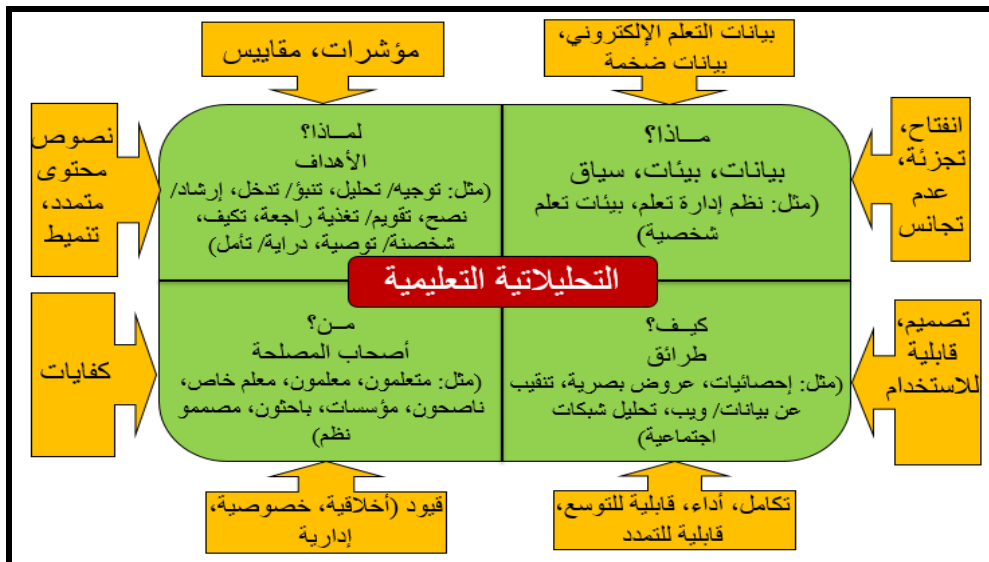 بيانات التعلم الإلكتروني،
بيانات ضخمة
مؤشرات، مقاييس
انفتاح،
تجزئة،
عدم
تجانس
مــاذا؟
بيانات، بيئات، سياق
(مثل: نظم إدارة تعلم، بيئات تعلم
شخصية)
لمــاذا؟
الأهداف
(مثل: توجيه/ تحليل، تنبؤ/ تدخل، إرشاد/
نصح، تقويم/ تغذية راجعة، تكيف،
شخصنة/ توصية، دراية/ تأمل)
نصوص
محتوى
متمدد،
تنميط
التحليلاتية التعليمية
تصميم،
قابلية
للاستخدام
كيـف؟
طرائق
(مثل: إحصائيات، عروض بصرية، تنقيب
عن بيانات/ ويب، تحليل شبكات
اجتماعية)
مـن؟
أصحاب المصلحة
(مثل: متعلمون، معلمون، معلم خاص،
ناصحون، مؤسسات، باحثون، مصممو
نظم)
كفايات
تكامل، أداء، قابلية للتوسع،
قابلية للتمدد
قيود (أخلاقية، خصوصية،
إدارية